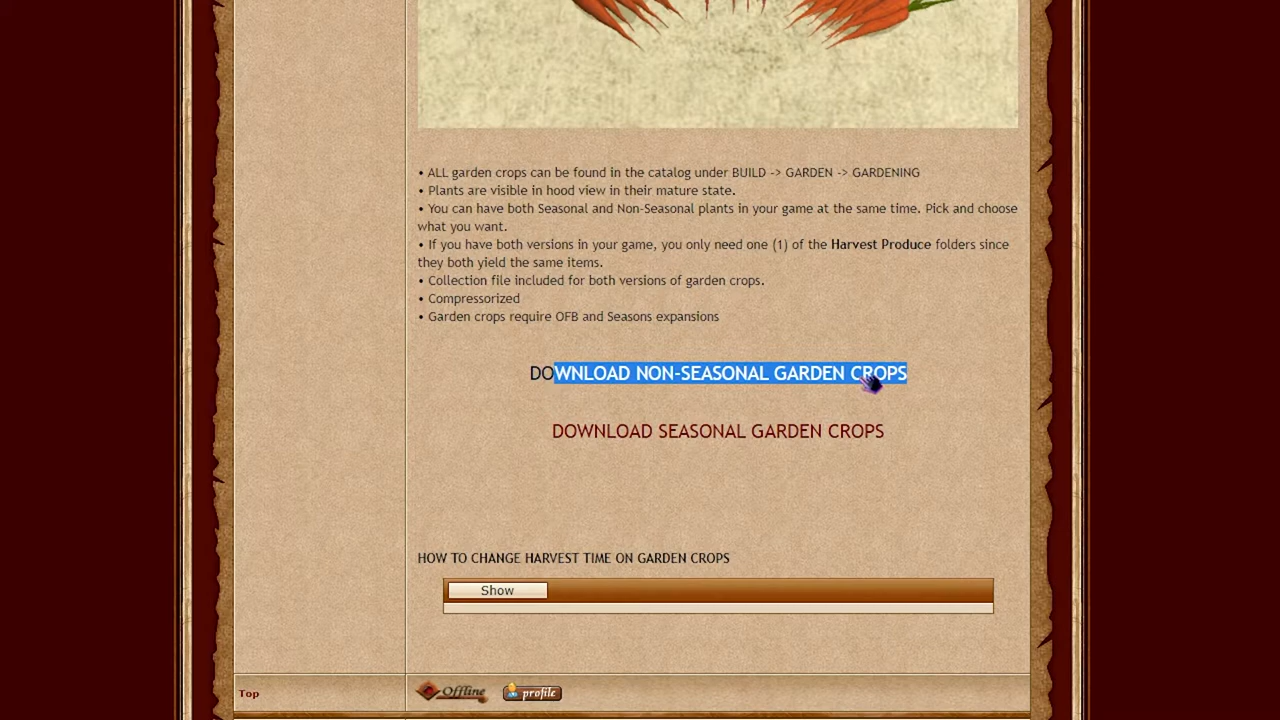 • ALL garden crops can be found in the catalog under BUILD -> GARDEN -> GARDENING
• Plants are visible in hood view in their mature state.
• You can have both Seasonal and Non-Seasonal plants in your game at the same time. Pick and choose
what you want.
• If you have both versions in your game, you only need one (1) of the Harvest Produce folders since
they both yield the same items.
• Collection file included for both versions of garden crops.
• Compressorized
• Garden crops require OFB and Seasons expansions
DOWNLOAD NON-SEASONAL GARDEN CROPS
DOWNLOAD SEASONAL GARDEN CROPS
HOW TO CHANGE HARVEST TIME ON GARDEN CROPS
Show
Top
Offline
profile